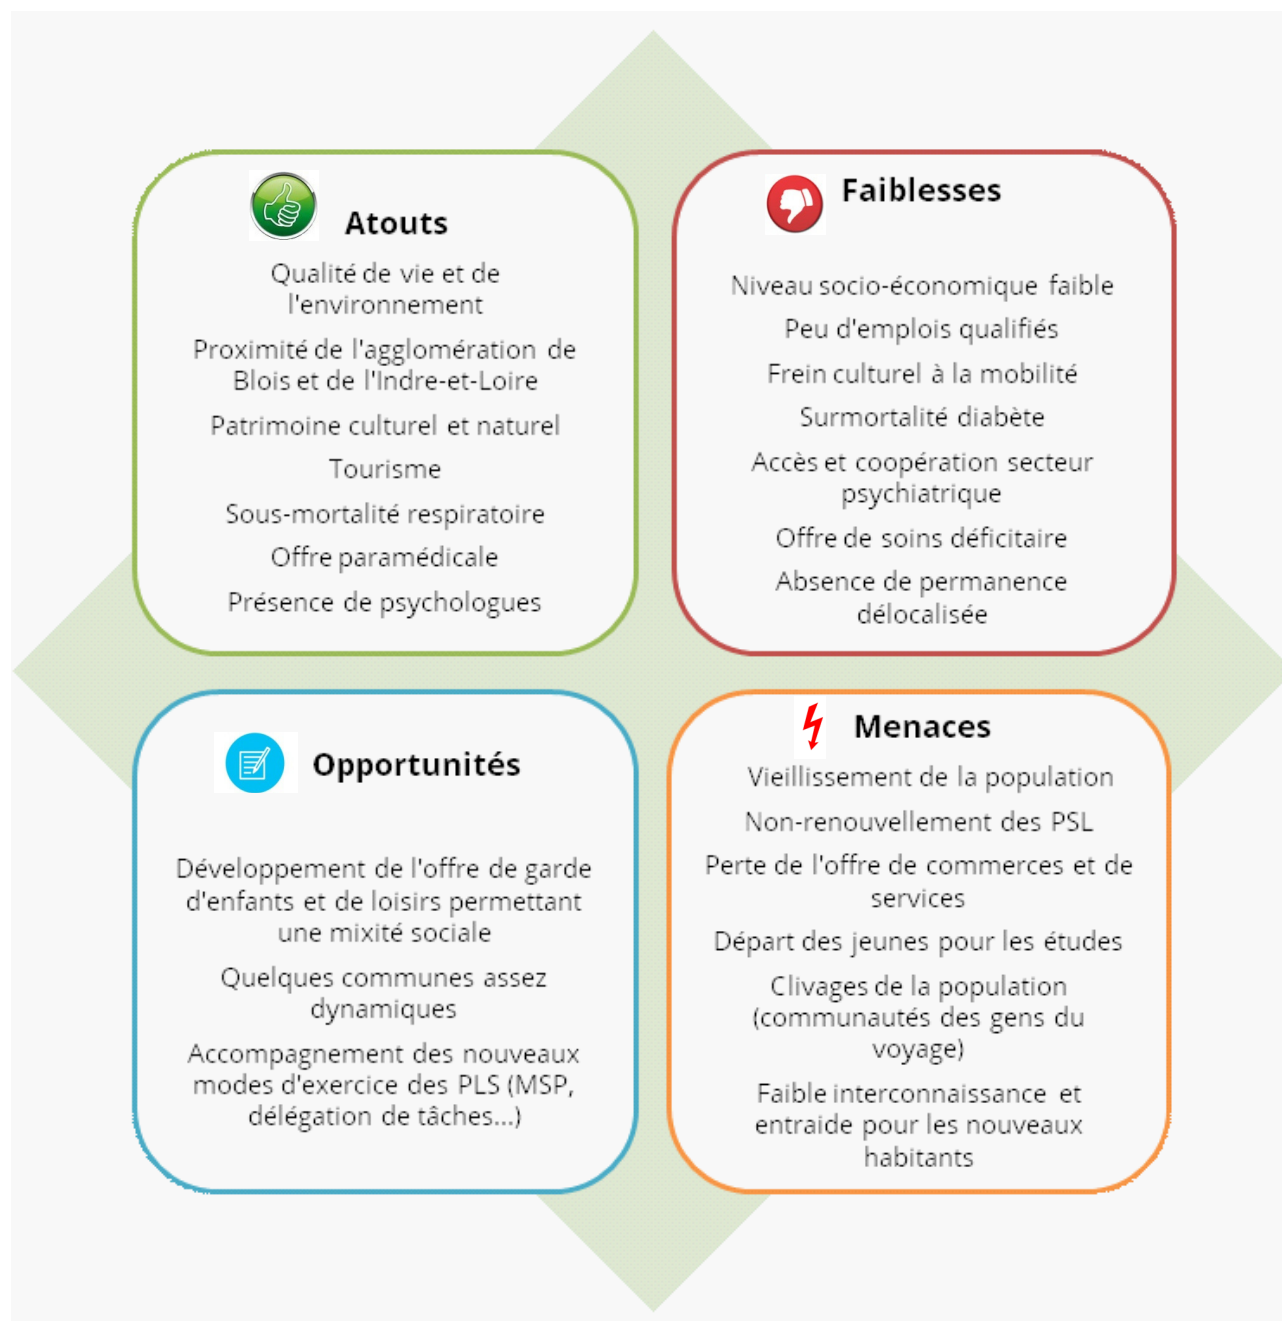 Atouts
Qualité de vie et de
l'environnement
Proximité de l'agglomération de
Blois et de l'Indre-et-Loire
Patrimoine culturel et naturel
Tourisme
Sous-mortalité respiratoire
Offre paramédicale
Présence de psychologues
Faiblesses
Niveau socio-économique faible
Peu d'emplois qualifiés
Frein culturel à la mobilité
Surmortalité diabète
Accès et coopération secteur
psychiatrique
Offre de soins déficitaire
Absence de permanence
délocalisée
Opportunités
Développement de l'offre de garde
d'enfants et de loisirs permettant
une mixité sociale
Quelques communes assez
dynamiques
Accompagnement des nouveaux
modes d'exercice des PLS (MSP,
délégation de tâches...)
Menaces
Vieillissement de la population
Non-renouvellement des PSL
Perte de l'offre de commerces et de
services
Départ des jeunes pour les études
Clivages de la population
(communautés des gens du
voyage)
Faible interconnaissance et
entraide pour les nouveaux
habitants